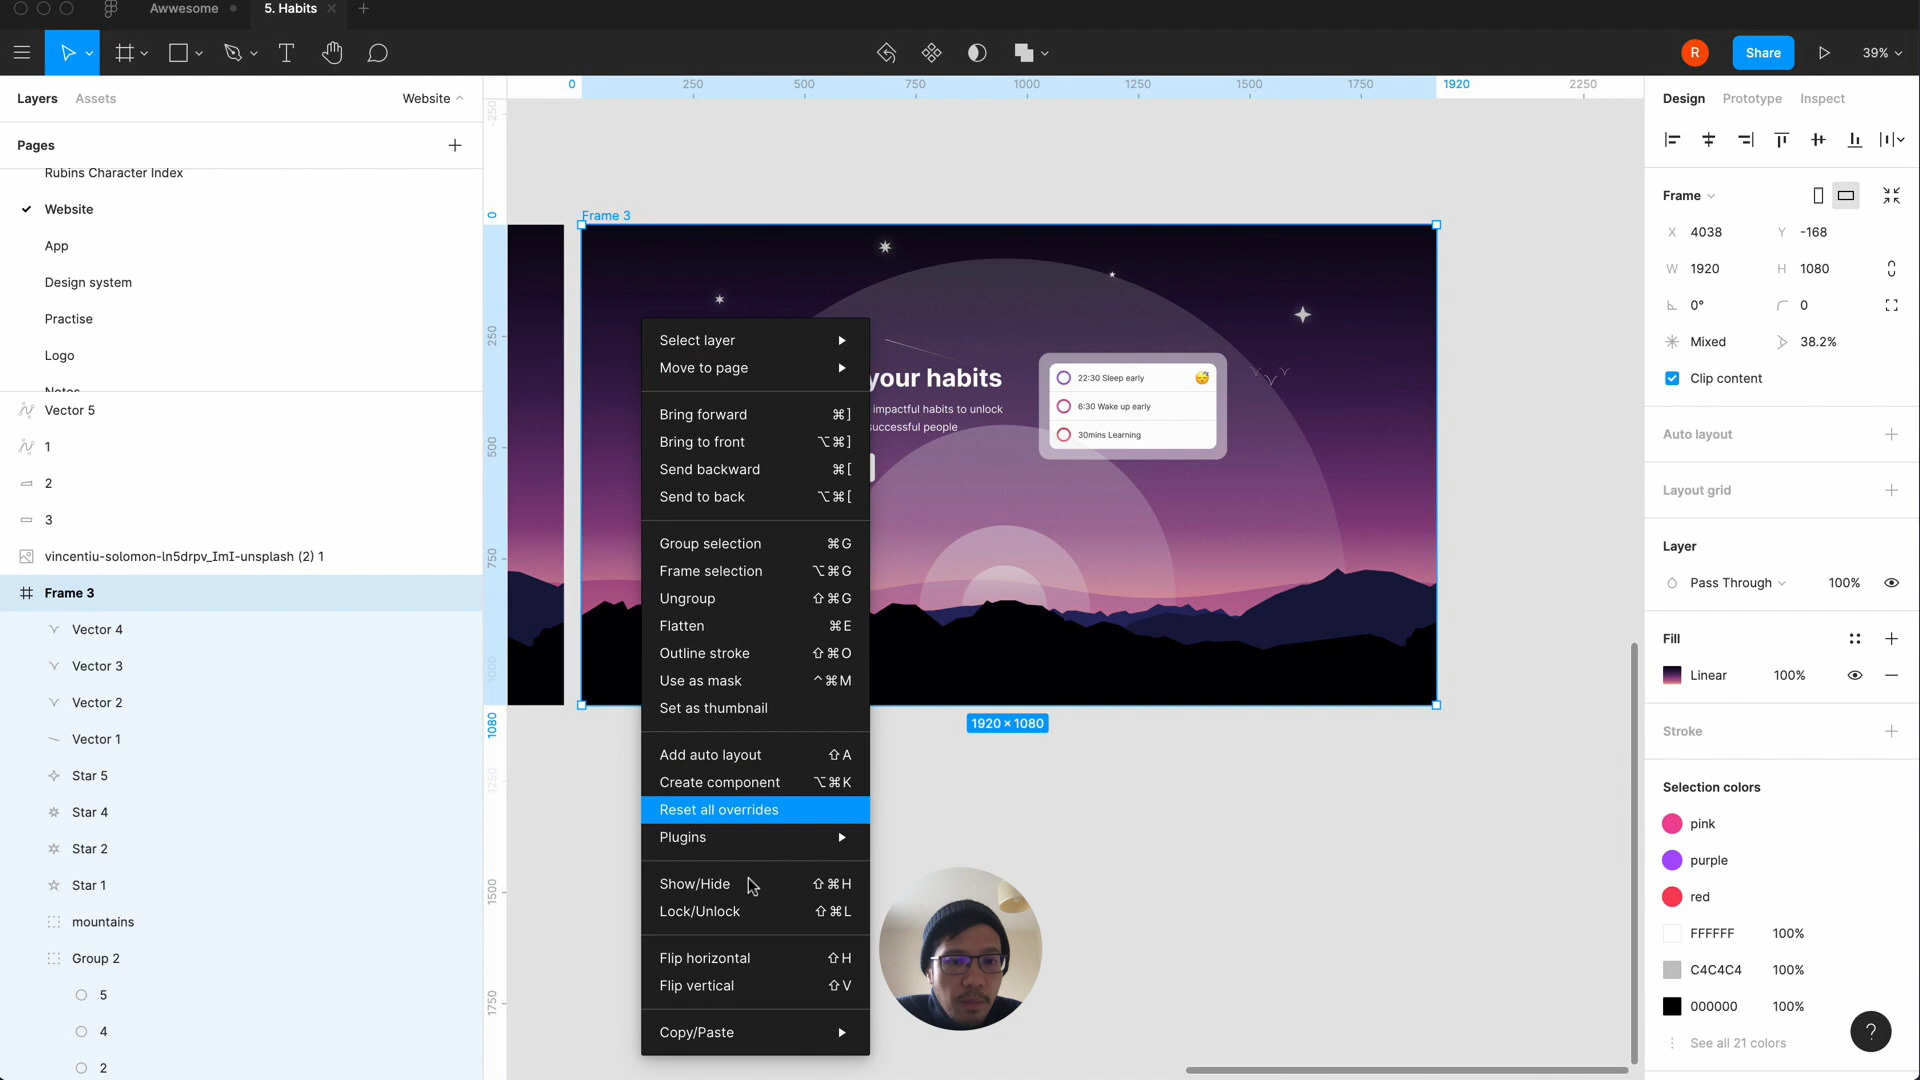 Awwesome
5. Habits
R
Share
39%
Layers
Assets
Website
Pages
Rubins Character Index
Website
App
Design system
Practise
Logo
Vector 5
1
2
3
vincentiu-solomon-ln5drpv_ImI-unsplash (2) 1
Frame 3
Vector 4
Vector 3
Vector 2
Vector 1
Star 5
Star 4
Star 2
Star 1
mountains
Group 2
5
4
2
0
250
500
750
1000
1250
1500
1750
1920
2250
-250
0
250
500
750
1000
1080
1250
1500
1750
Frame 3
your habits
impactful habits to unlock
successful people
22:30 Sleep early
6:30 Wake up early
30mins Learning
1920 × 1080
Select layer
Move to page
Bring forward ⌘]
Bring to front ⌥⌘]
Send backward ⌘[
Send to back ⌥⌘[
Group selection ⌘G
Frame selection ⌥⌘G
Ungroup ⇧⌘G
Flatten ⌘E
Outline stroke ⇧⌘O
Use as mask ^⌘M
Set as thumbnail
Add auto layout ⇧A
Create component ⌥⌘K
Reset all overrides
Plugins
Show/Hide ⇧⌘H
Lock/Unlock ⇧⌘L
Flip horizontal ⇧H
Flip vertical ⇧V
Copy/Paste
Design
Prototype
Inspect
Frame
X 4038
Y -168
W 1920
H 1080
0°
0
Mixed
38.2%
Clip content
Auto layout
Layout grid
Layer
Pass Through
100%
Fill
Linear
100%
Stroke
Selection colors
pink
purple
red
FFFFFF 100%
C4C4C4 100%
000000 100%
See all 21 colors
?